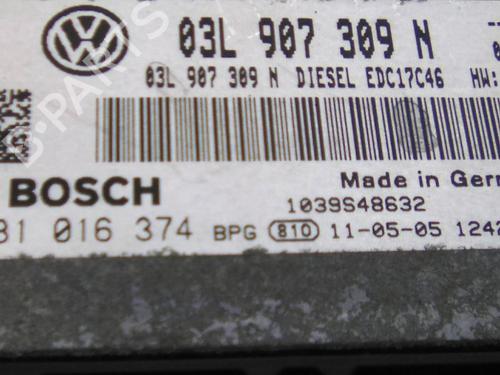 03L 907 309 N
03L 907 309 N DIESEL EDC17C46 HW:
BOSCH
Made in Germ
1039S48632
81 016 374 BPG 810 11-05-05 1242
B-PARTS